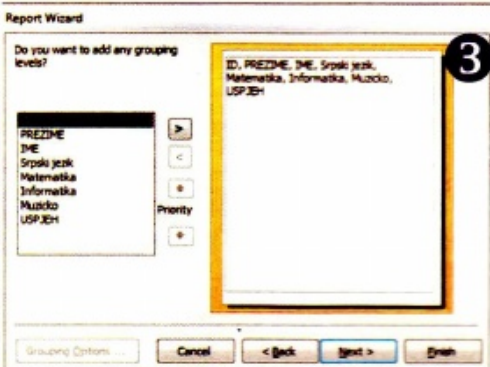 Report Wizard
3
Do you want to add any grouping
levels?
ID, PREZIME, IME, Srpski jezik,
Matematika, Informatika, Muzicko,
USPJEH
PREZIME
IME
Srpski jezik
Matematika
Informatika
Muzicko
USPJEH
>
<
Priority
Grouping Options ...
Cancel
< Back
Next >
Finish